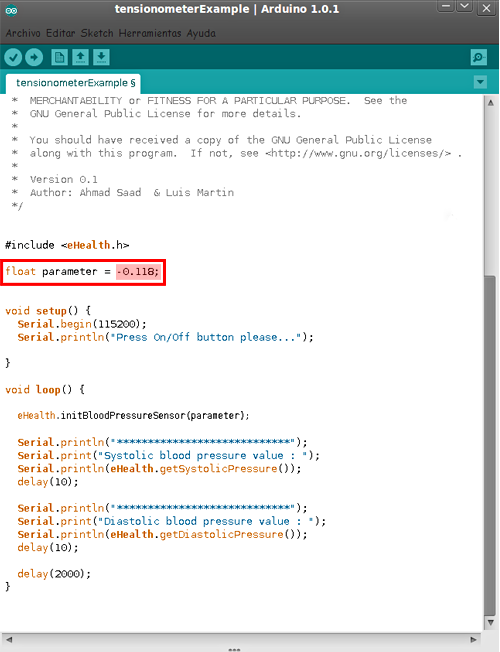 tensionometerExample | Arduino 1.0.1
Archivo Editar Sketch Herramientas Ayuda
tensionometerExample §
*  MERCHANTABILITY or FITNESS FOR A PARTICULAR PURPOSE.  See the
*  GNU General Public License for more details.
*
*  You should have received a copy of the GNU General Public License
*  along with this program.  If not, see <http://www.gnu.org/licenses/> .
*
*  Version 0.1
*  Author: Ahmad Saad  & Luis Martin
*/
#include <eHealth.h>
float parameter = -0.118;
void setup() {
Serial.begin(115200);
Serial.println("Press On/Off button please...");
}
void loop() {
eHealth.initBloodPressureSensor(parameter);
Serial.println("****************************");
Serial.print("Systolic blood pressure value : ");
Serial.println(eHealth.getSystolicPressure());
delay(10);
Serial.println("****************************");
Serial.print("Diastolic blood pressure value : ");
Serial.println(eHealth.getDiastolicPressure());
delay(10);
delay(2000);
}